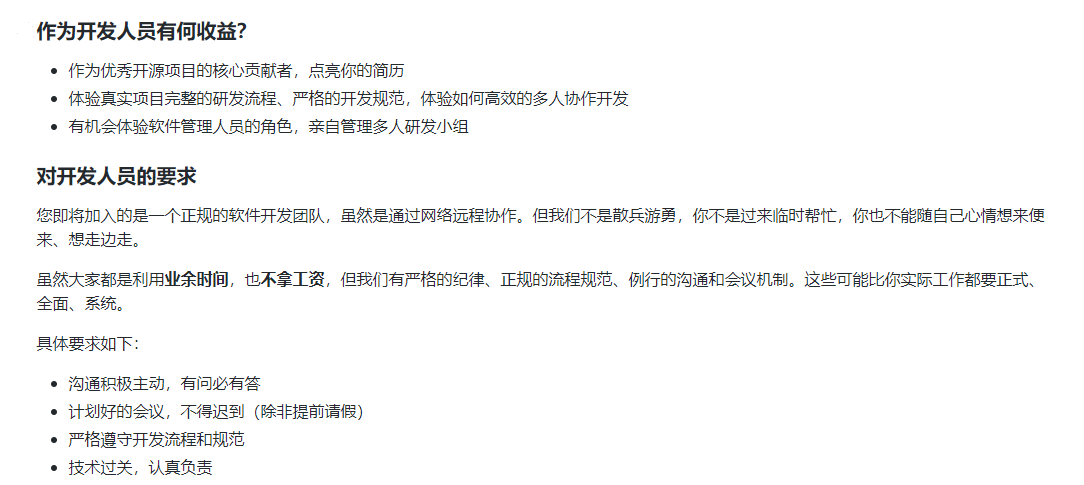 作为开发人员有何收益？
作为优秀开源项目的核心贡献者，点亮你的简历
体验真实项目完整的研发流程、严格的开发规范，体验如何高效的多人协作开发
有机会体验软件管理人员的角色，亲自管理多人研发小组
对开发人员的要求
您即将加入的是一个正规的软件开发团队，虽然是通过网络远程协作。但我们不是散兵游勇，你不是过来临时帮忙，你也不能随自己心情想来便
来、想走边走。
虽然大家都是利用业余时间，也不拿工资，但我们有严格的纪律、正规的流程规范、例行的沟通和会议机制。这些可能比你实际工作都要正式、
全面、系统。
具体要求如下：
沟通积极主动，有问必有答
计划好的会议，不得迟到（除非提前请假）
严格遵守开发流程和规范
技术过关，认真负责